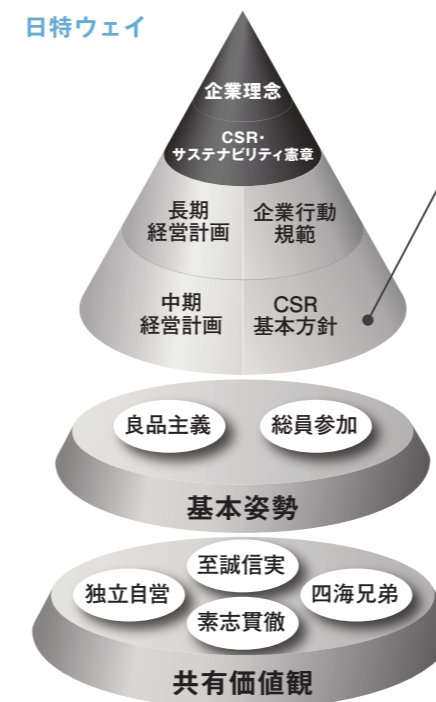 日特ウェイ
企業理念
CSR・
サステナビリティ憲章
長期
経営計画
企業行動
規範
中期
経営計画
CSR
基本方針
良品主義
総員参加
基本姿勢
至誠信実
独立自営
四海兄弟
素志貫徹
共有価値観